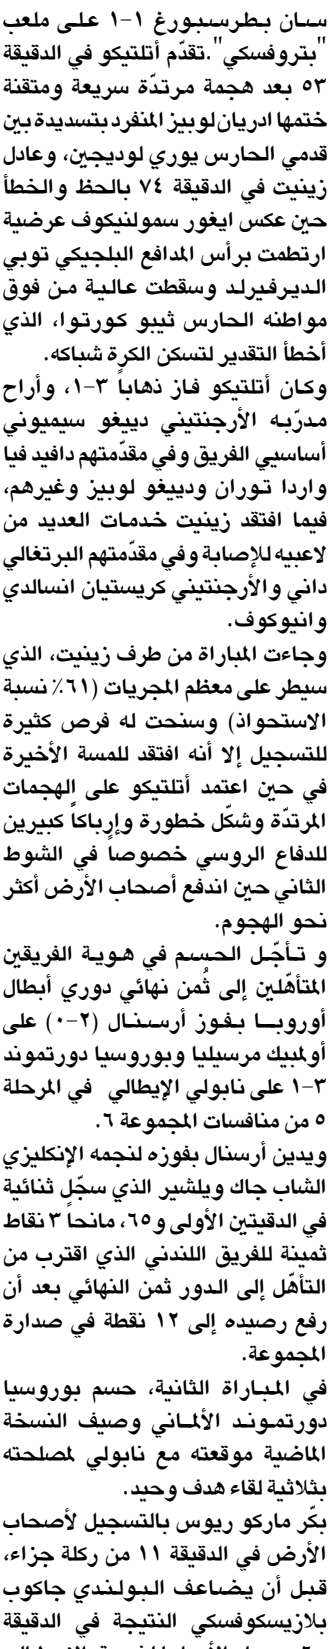 سان بطرسبورغ ١-١ على ملعب
"بتروفسكي".تقدّم أتلتيكو في الدقيقة
٥٣ بعد هجمة مرتدّة سريعة ومتقنة
ختمها ادريان لوبيز المنفرد بتسديدة بين
قدمي الحارس يوري لوديجين، وعادل
زينيت في الدقيقة ٧٤ بالحظ والخطأ
حين عكس ايغور سمولنيكوف عرضية
ارتطمت برأس المدافع البلجيكي توبي
الديرفيرلد وسقطت عالية من فوق
مواطنه الحارس ثيبو كورتوا، الذي
أخطأ التقدير لتسكن الكرة شباكه.
وكان أتلتيكو فاز ذهاباً ٣-١، وأراح
مدرّبه الأرجنتيني دييغو سيميوني
أساسيي الفريق وفي مقدّمتهم دافيد فيا
واردا توران ودييغو لوبيز وغيرهم،
فيما افتقد زينيت خدمات العديد من
لاعبيه للإصابة وفي مقدّمتهم البرتغالي
داني والأرجنتيني كريستيان انسالدي
وانيوكوف.
وجاءت المباراة من طرف زينيت، الذي
سيطر على معظم المجريات (٦١٪ نسبة
الاستحواذ) وسنحت له فرص كثيرة
للتسجيل إلا أنه افتقد للمسة الأخيرة
في حين اعتمد أتلتيكو على الهجمات
المرتدّة وشكّل خطورة وإرباكاً كبيرين
للدفاع الروسي خصوصاً في الشوط
الثاني حين اندفع أصحاب الأرض أكثر
نحو الهجوم.
و تأجّل الحسم في هوية الفريقين
المتأهّلين إلى ثُمن نهائي دوري أبطال
أوروبا بفوز أرسنال (٢-٠) على
أولمبيك مرسيليا وبوروسيا دورتموند
٣-١ على نابولي الإيطالي في المرحلة
٥ من منافسات المجموعة ٦.
ويدين أرسنال بفوزه لنجمه الإنكليزي
الشاب جاك ويلشير الذي سجّل ثنائية
في الدقيتين الأولى و٦٥، مانحاً ٣ نقاط
ثمينة للفريق اللندني الذي اقترب من
التأهّل إلى الدور ثمن النهائي بعد أن
رفع رصيده إلى ١٢ نقطة في صدارة
المجموعة.
في المباراة الثانية، حسم بوروسيا
دورتموند الألماني وصيف النسخة
الماضية موقعته مع نابولي لمصلحته
بثلاثية لقاء هدف وحيد.
بكّر ماركو ريوس بالتسجيل لأصحاب
الأرض في الدقيقة ١١ من ركلة جزاء،
قبل أن يضاعف البولندي جاكوب
بلازيسكوفسكي النتيجة في الدقيقة